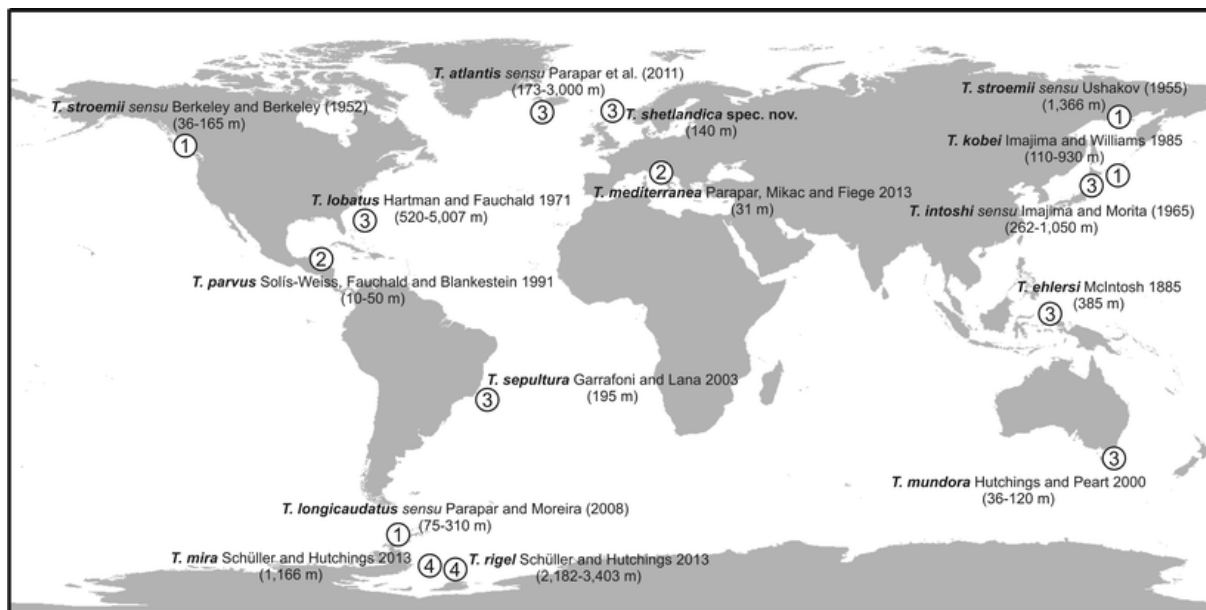 T. atlantis sensu Parapar et al. (2011)
(173-3,000 m)
3
3
T. shetlandica spec. nov.
(140 m)
T. stroemii sensu Ushakov (1955)
(1,366 m)
1
T. stroemii sensu Berkeley and Berkeley (1952)
(36-165 m)
1
T. kobei Imajima and Williams 1985
(110-930 m)
3
1
2
T. mediterranea Parapar, Mikac and Fiege 2013
(31 m)
T. lobatus Hartman and Fauchald 1971
(520-5,007 m)
3
T. intoshi sensu Imajima and Morita (1965)
(262-1,050 m)
2
T. parvus Solís-Weiss, Fauchald and Blankestein 1991
(10-50 m)
T. ehlersi McIntosh 1885
(385 m)
3
T. sepultura Garrafoni and Lana 2003
(195 m)
3
3
T. mundora Hutchings and Peart 2000
(36-120 m)
T. longicaudatus sensu Parapar and Moreira (2008)
(75-310 m)
1
T. mira Schüller and Hutchings 2013
(1,166 m)
4
4
T. rigel Schüller and Hutchings 2013
(2,182-3,403 m)